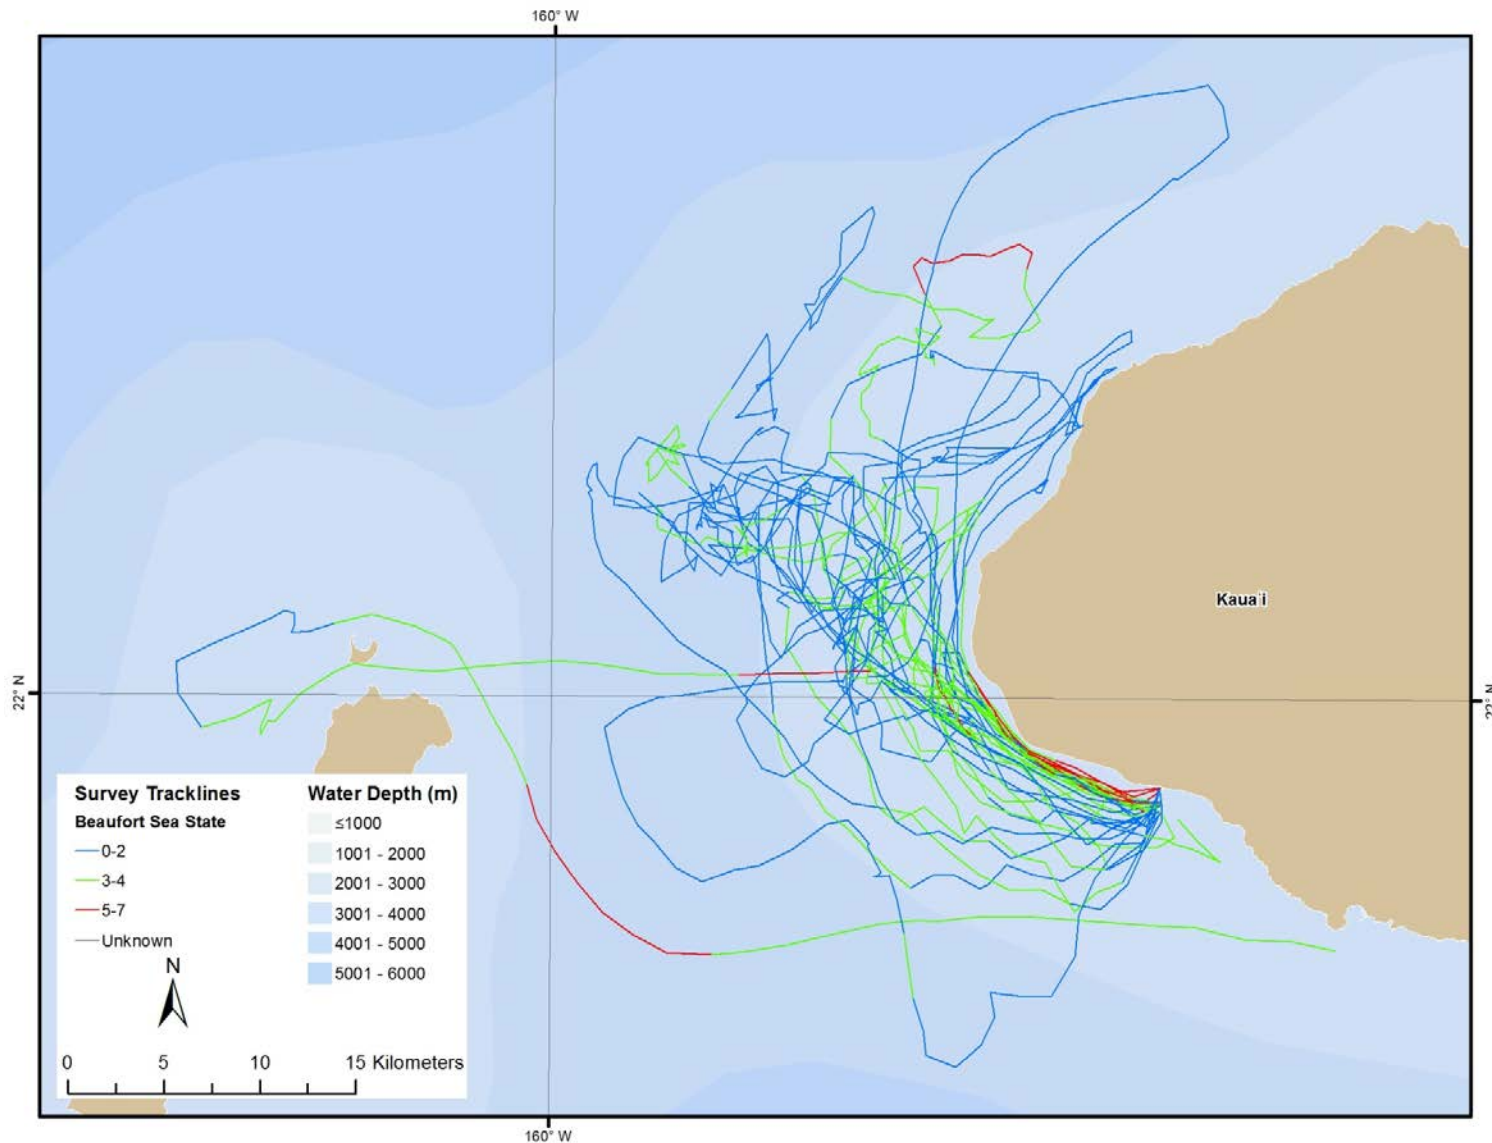 160° W
22° N
22° N
Kaua'i
Survey Tracklines
Beaufort Sea State
0-2
3-4
5-7
Unknown
Water Depth (m)
≤1000
1001 - 2000
2001 - 3000
3001 - 4000
4001 - 5000
5001 - 6000
N
0 5 10 15 Kilometers
160° W